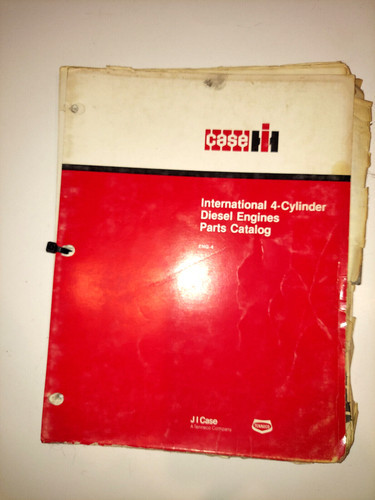 case IH
International 4-Cylinder
Diesel Engines
Parts Catalog
J I Case
A Tenneco Company
TENNECO